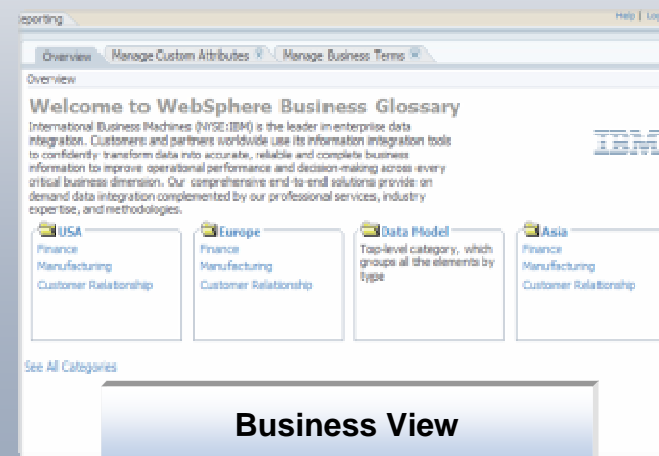 eporting
Help | Log
Overview Manage Custom Attributes Manage Business Terms
Overview
Welcome to WebSphere Business Glossary
International Business Machines (NYSE:IBM) is the leader in enterprise data
integration. Customers and partners worldwide use its information integration tools
to confidently transform data into accurate, reliable and complete business
information to improve operational performance and decision-making across every
critical business dimension. Our comprehensive end-to-end solutions provide on
demand data integration complemented by our professional services, industry
expertise, and methodologies.
IBM
USA
Finance
Manufacturing
Customer Relationship
Europe
Finance
Manufacturing
Customer Relationship
Data Model
Top-level category, which
groups all the elements by
type
Asia
Finance
Manufacturing
Customer Relationship
See All Categories
Business View